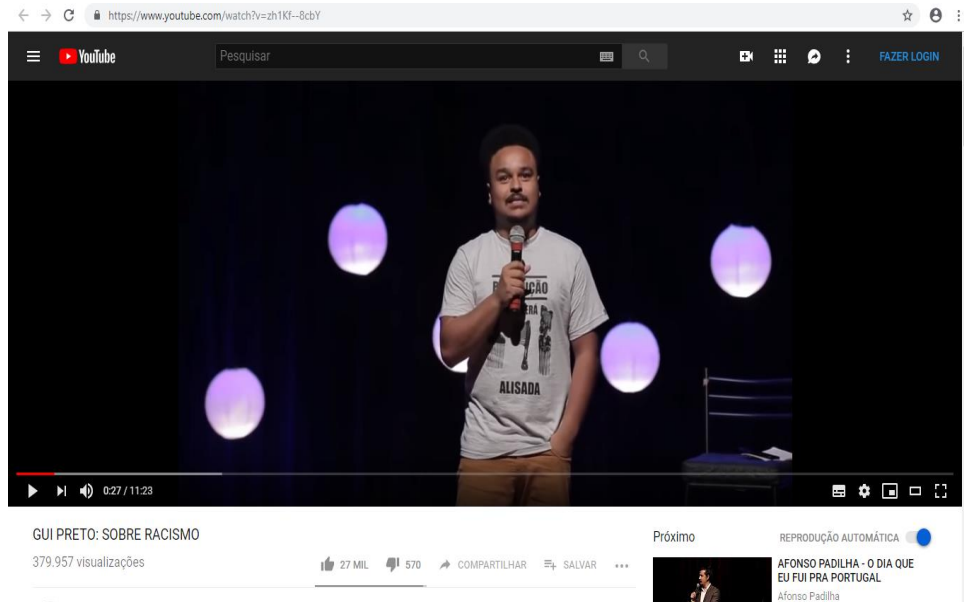 https://www.youtube.com/watch?v=zh1Kf--8cbY
YouTube
Pesquisar
FAZER LOGIN
ALISADA
0:27 / 11:23
GUI PRETO: SOBRE RACISMO
379.957 visualizações
27 MIL
570
COMPARTILHAR
SALVAR
Próximo
REPRODUÇÃO AUTOMÁTICA
AFONSO PADILHA - O DIA QUE
EU FUI PRA PORTUGAL
Afonso Padilha